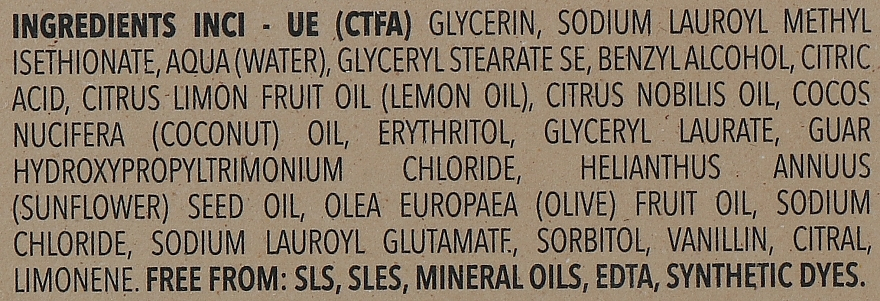 INGREDIENTS INCI - UE (CTFA) GLYCERIN, SODIUM LAUROYL METHYL
ISETHIONATE, AQUA (WATER), GLYCERYL STEARATE SE, BENZYL ALCOHOL, CITRIC
ACID, CITRUS LIMON FRUIT OIL (LEMON OIL), CITRUS NOBILIS OIL, COCOS
NUCIFERA (COCONUT) OIL, ERYTHRITOL, GLYCERYL LAURATE, GUAR
HYDROXYPROPYLTRIMONIUM CHLORIDE, HELIANTHUS ANNUUS
(SUNFLOWER) SEED OIL, OLEA EUROPAEA (OLIVE) FRUIT OIL, SODIUM
CHLORIDE, SODIUM LAUROYL GLUTAMATE, SORBITOL, VANILLIN, CITRAL,
LIMONENE. FREE FROM: SLS, SLES, MINERAL OILS, EDTA, SYNTHETIC DYES.